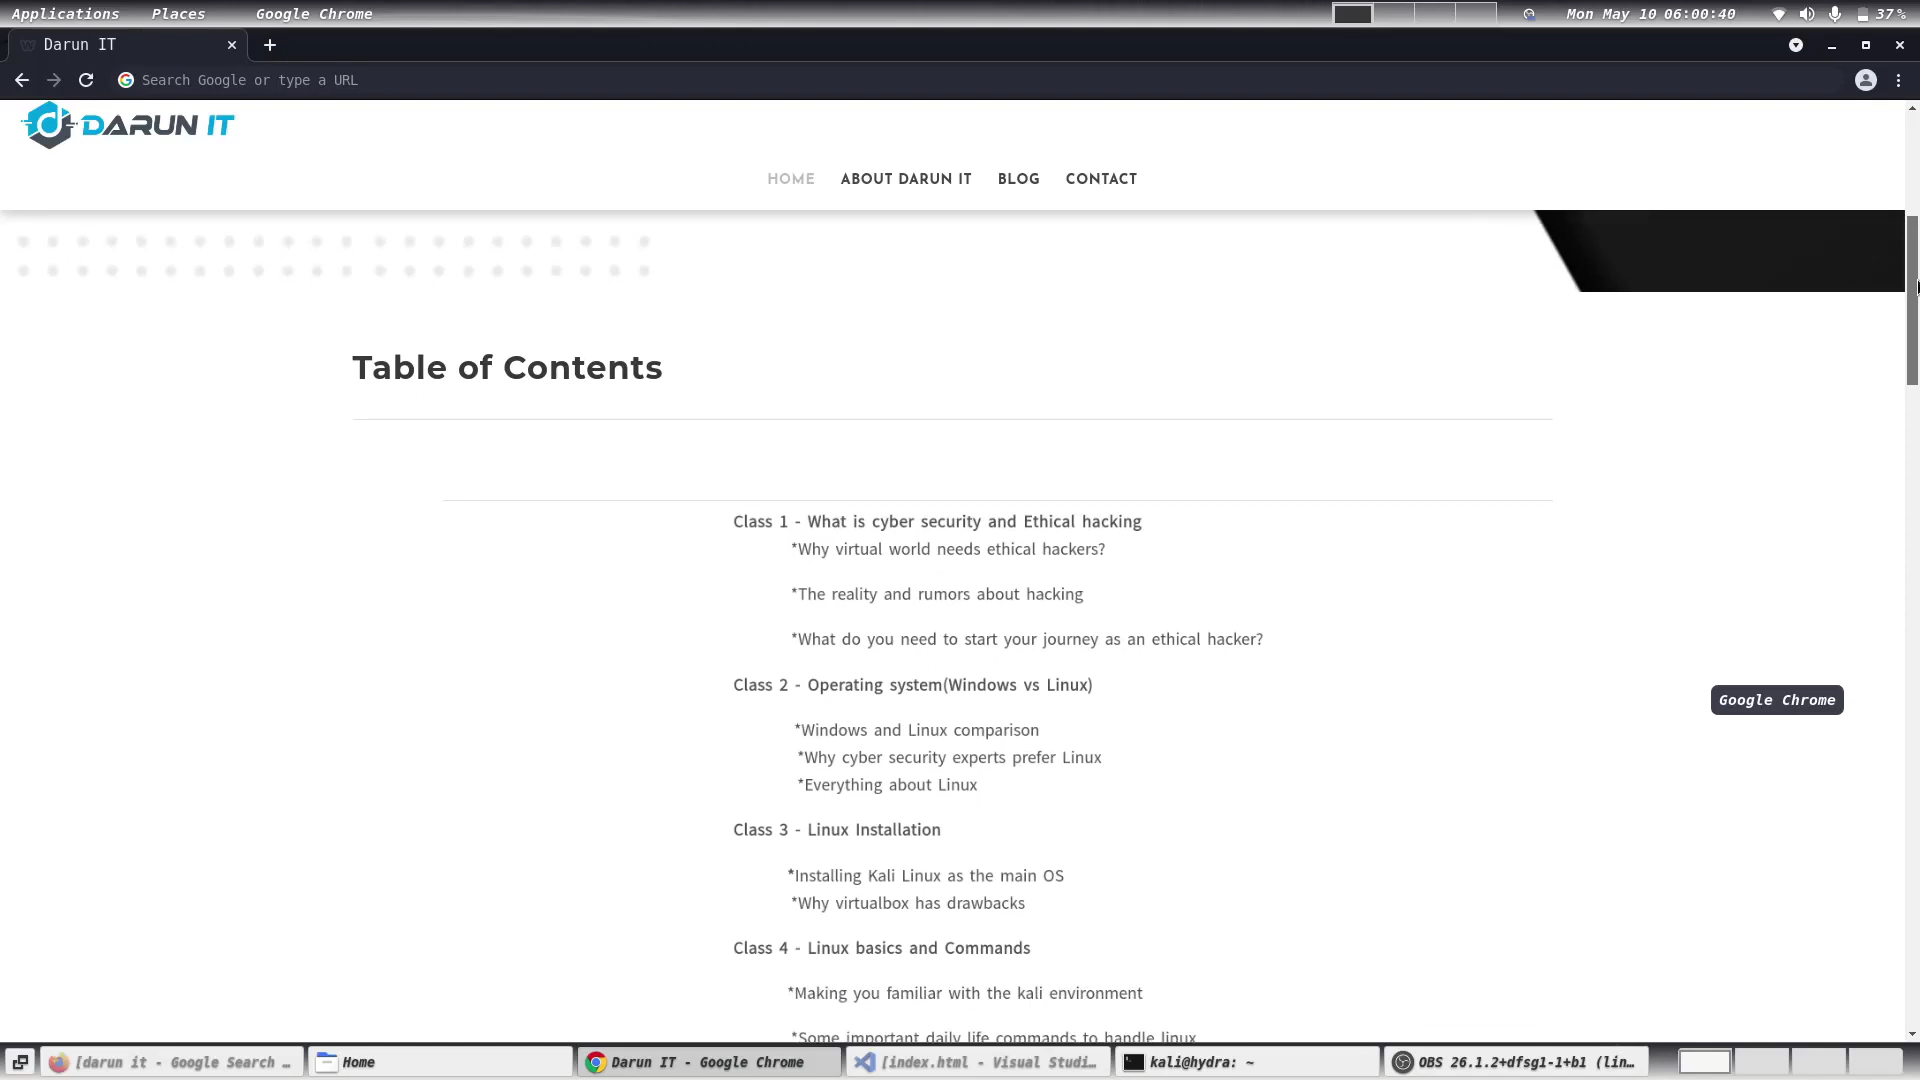 Applications Places Google Chrome Mon May 10 06:00:40 37%
Darun IT
Search Google or type a URL
DARUN IT
HOME ABOUT DARUN IT BLOG CONTACT
Table of Contents
Class 1 - What is cyber security and Ethical hacking
*Why virtual world needs ethical hackers?
*The reality and rumors about hacking
*What do you need to start your journey as an ethical hacker?
Class 2 - Operating system(Windows vs Linux)
Google Chrome
*Windows and Linux comparison
*Why cyber security experts prefer Linux
*Everything about Linux
Class 3 - Linux Installation
*Installing Kali Linux as the main OS
*Why virtualbox has drawbacks
Class 4 - Linux basics and Commands
*Making you familiar with the kali environment
*Some important daily life commands to handle linux
[darun it - Google Search … Home Darun IT - Google Chrome [index.html - Visual Studi… kali@hydra: ~ OBS 26.1.2+dfsg1-1+b1 (lin…